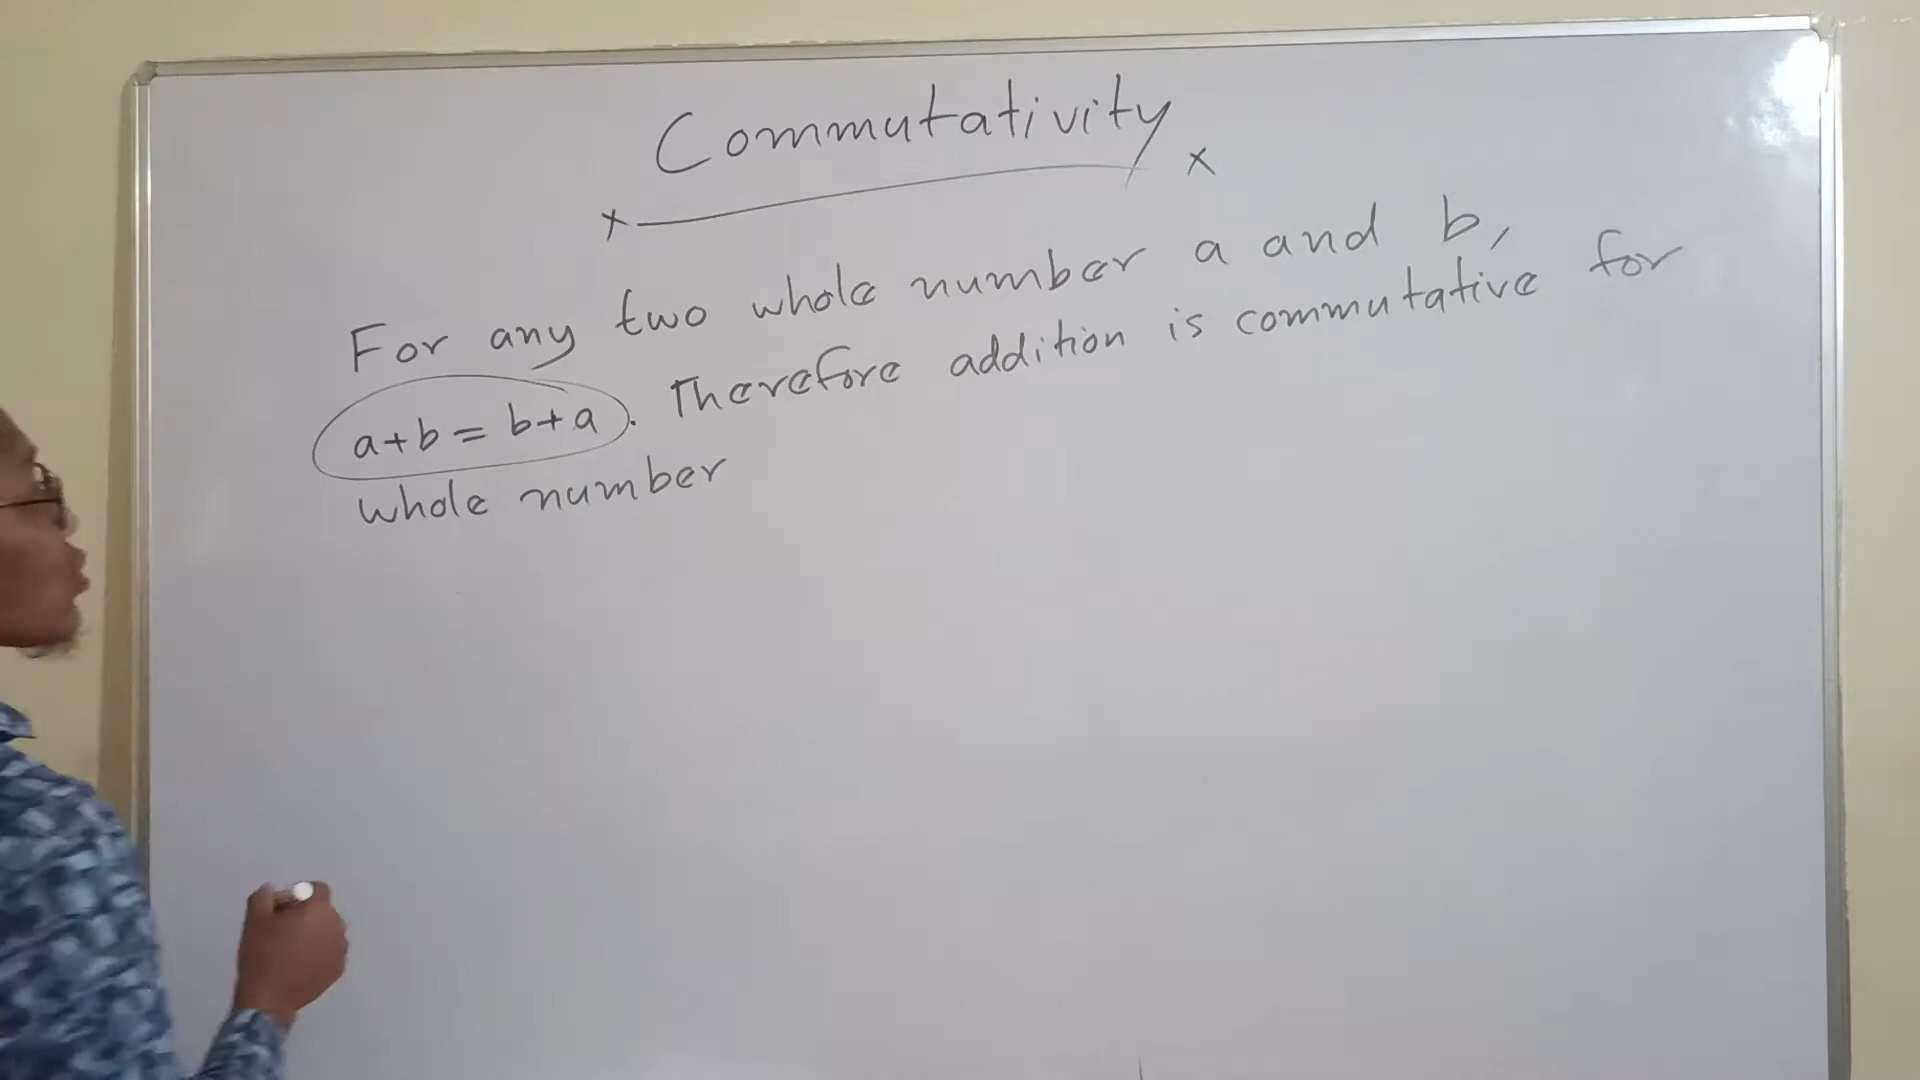 Commutativity
For any two whole number a and b,
a+b = b+a. Therefore addition is commutative for
whole number